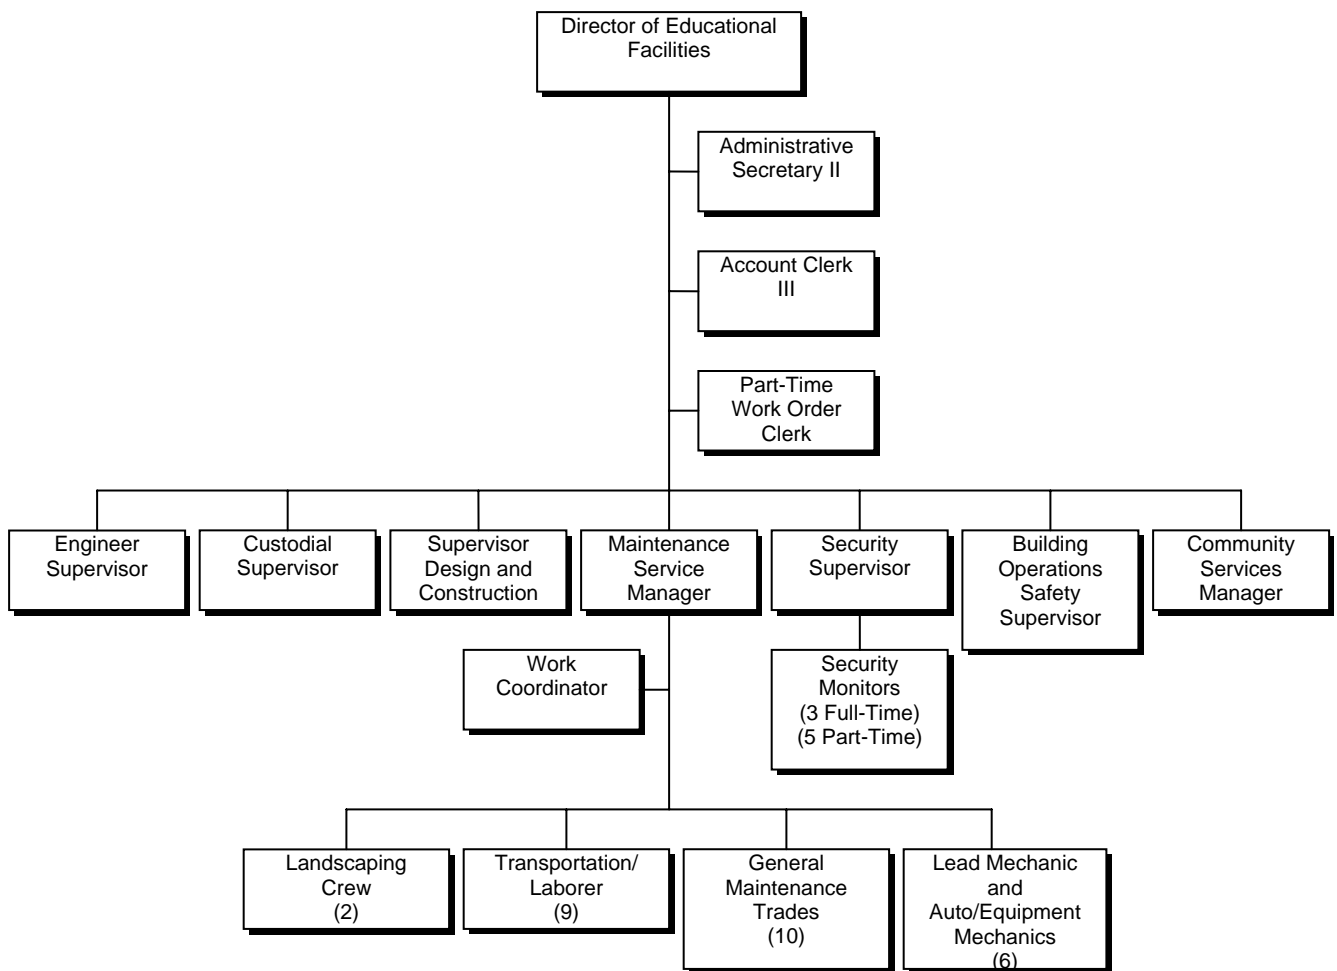 Director of Educational
Facilities
Administrative
Secretary II
Account Clerk
III
Part-Time
Work Order
Clerk
Engineer
Supervisor
Custodial
Supervisor
Supervisor
Design and
Construction
Maintenance
Service
Manager
Security
Supervisor
Building
Operations
Safety
Supervisor
Community
Services
Manager
Work
Coordinator
Security
Monitors
(3 Full-Time)
(5 Part-Time)
Landscaping
Crew
(2)
Transportation/
Laborer
(9)
General
Maintenance
Trades
(10)
Lead Mechanic
and
Auto/Equipment
Mechanics
(6)